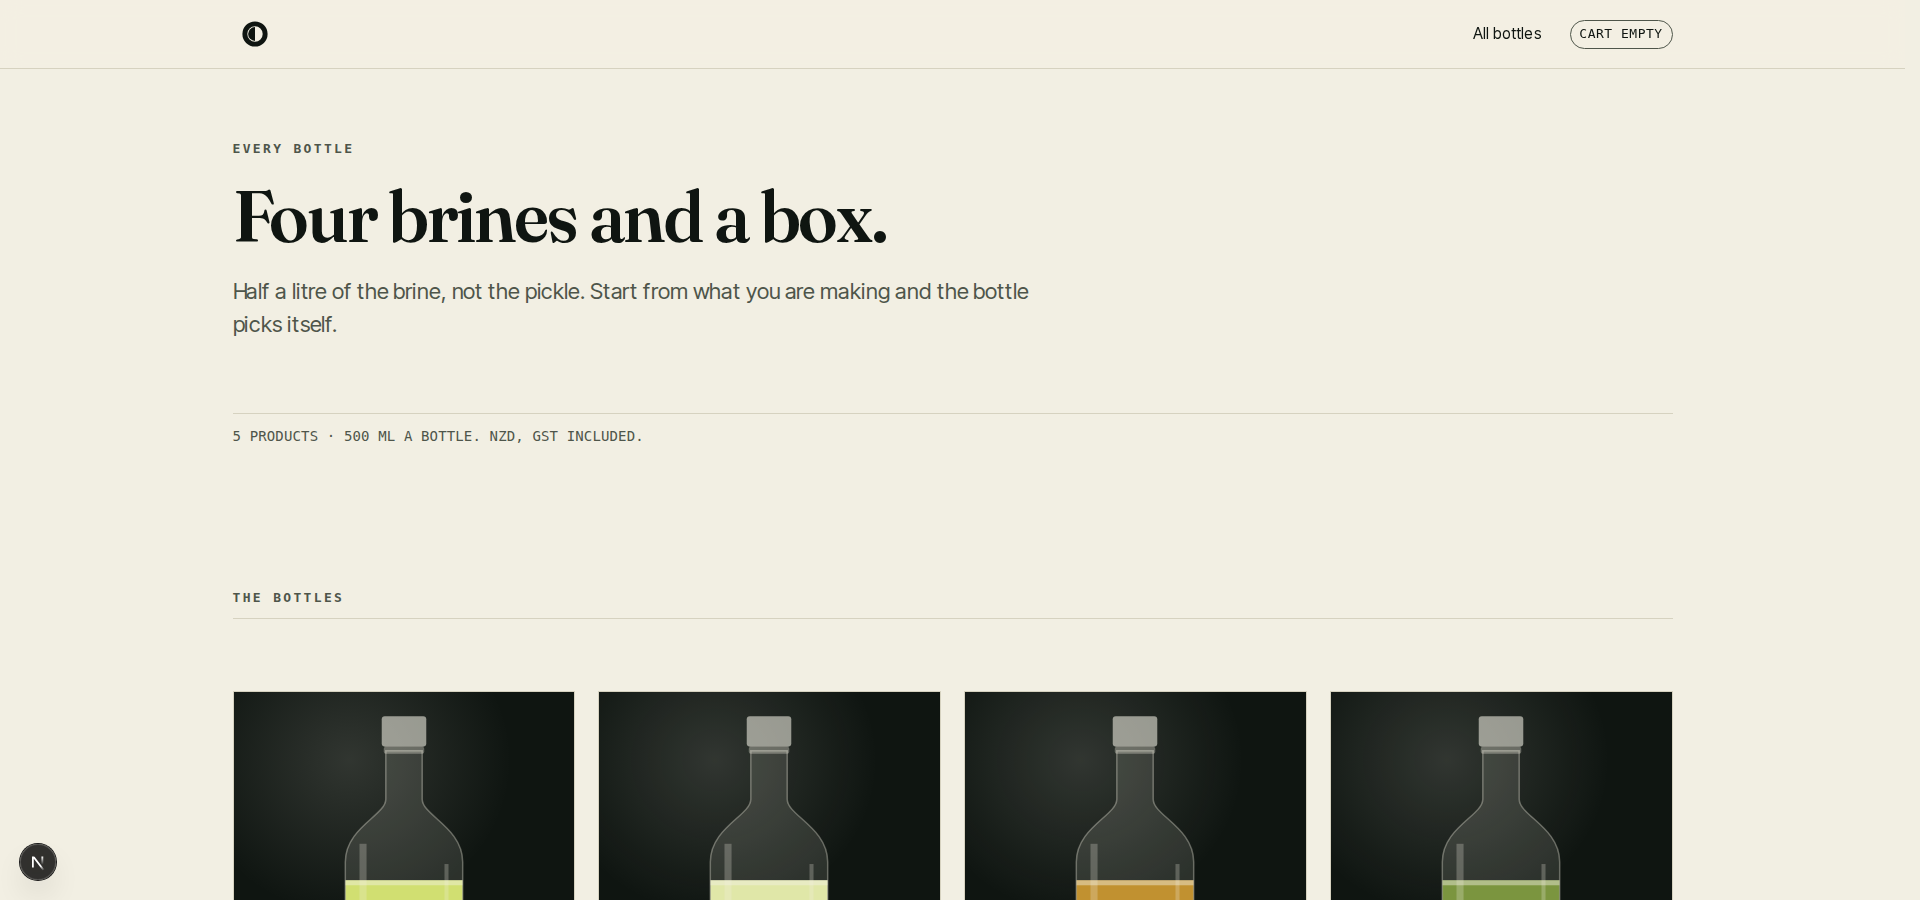 All bottles
CART EMPTY
EVERY BOTTLE
Four brines and a box.
Half a litre of the brine, not the pickle. Start from what you are making and the bottle
picks itself.
5 PRODUCTS · 500 ML A BOTTLE. NZD, GST INCLUDED.
THE BOTTLES
N